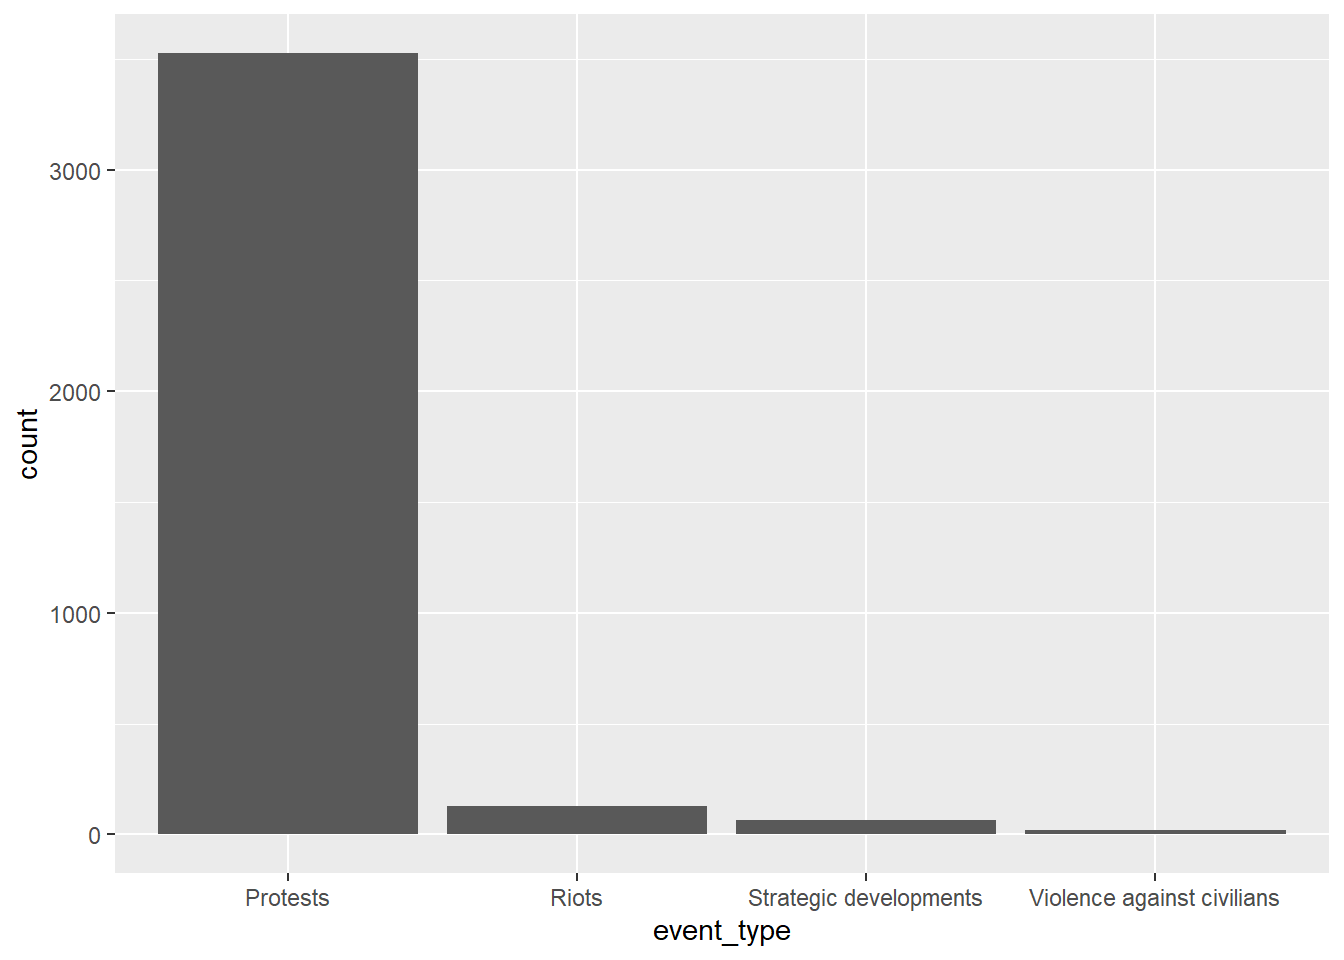 3000
2000
1000
0
count
Protests
Riots
Strategic developments
Violence against civilians
event_type